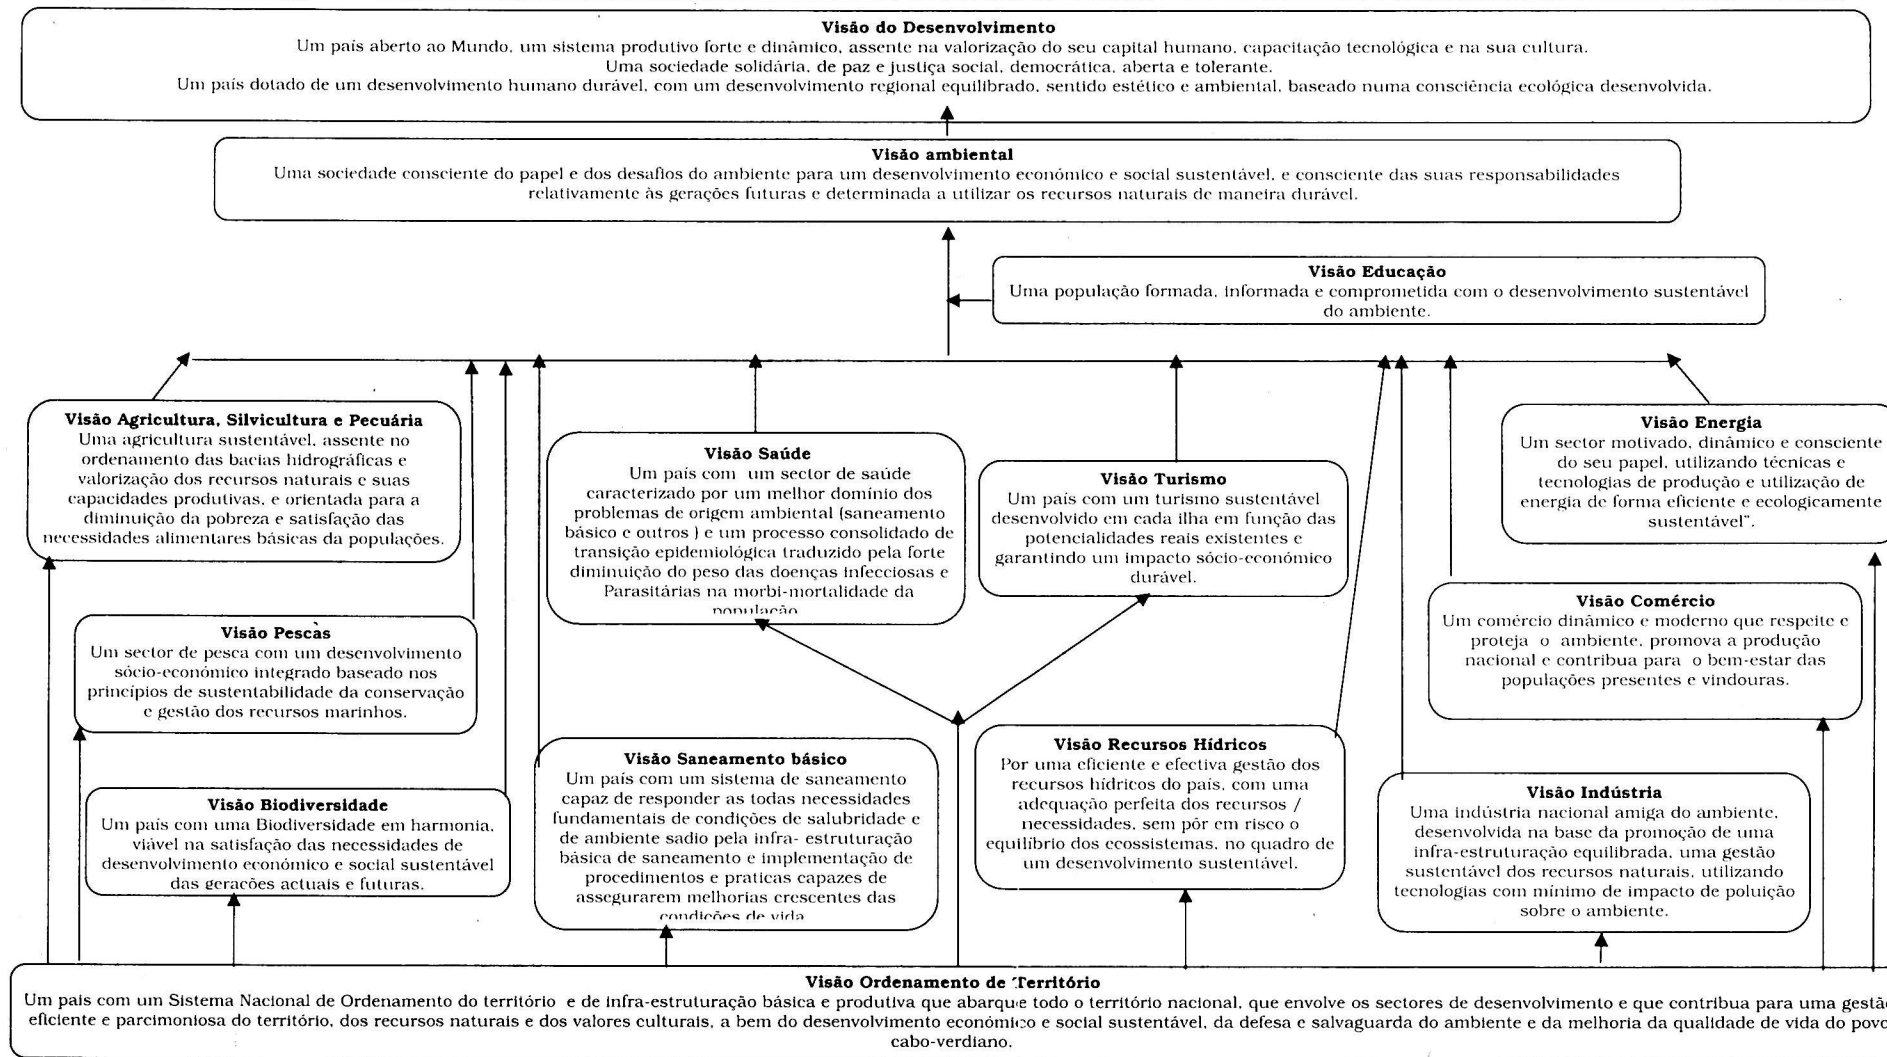 Visão do Desenvolvimento
Um país aberto ao Mundo, um sistema produtivo forte e dinâmico, assente na valorização do seu capital humano, capacitação tecnológica e na sua cultura.
Uma sociedade solidária, de paz e justiça social, democrática, aberta e tolerante.
Um país dotado de um desenvolvimento humano durável, com um desenvolvimento regional equilibrado, sentido estético e ambiental, baseado numa consciência ecológica desenvolvida.
Visão ambiental
Uma sociedade consciente do papel e dos desafios do ambiente para um desenvolvimento económico e social sustentável, e consciente das suas responsabilidades
relativamente às gerações futuras e determinada a utilizar os recursos naturais de maneira durável.
Visão Educação
Uma população formada, informada e comprometida com o desenvolvimento sustentável
do ambiente.
Visão Agricultura, Silvicultura e Pecuária
Uma agricultura sustentável, assente no
ordenamento das bacias hidrográficas e
valorização dos recursos naturais e suas
capacidades produtivas, e orientada para a
diminuição da pobreza e satisfação das
necessidades alimentares básicas da populações.
Visão Saúde
Um país com um sector de saúde
caracterizado por um melhor domínio dos
problemas de origem ambiental (saneamento
básico e outros ) e um processo consolidado de
transição epidemiológica traduzido pela forte
diminuição do peso das doenças infecciosas e
Parasitárias na morbi-mortalidade da
população
Visão Turismo
Um país com um turismo sustentável
desenvolvido em cada ilha em função das
potencialidades reais existentes e
garantindo um impacto sócio-económico
durável.
Visão Energia
Um sector motivado, dinâmico e consciente
do seu papel, utilizando técnicas e
tecnologias de produção e utilização de
energia de forma eficiente e ecologicamente
sustentável".
Visão Pescas
Um sector de pesca com um desenvolvimento
sócio-económico integrado baseado nos
princípios de sustentabilidade da conservação
e gestão dos recursos marinhos.
Visão Comércio
Um comércio dinâmico e moderno que respeite e
proteja o ambiente, promova a produção
nacional e contribua para o bem-estar das
populações presentes e vindouras.
Visão Biodiversidade
Um país com uma Biodiversidade em harmonia,
viável na satisfação das necessidades de
desenvolvimento económico e social sustentável
das gerações actuais e futuras.
Visão Saneamento básico
Um país com um sistema de saneamento
capaz de responder as todas necessidades
fundamentais de condições de salubridade e
de ambiente sadio pela infra- estruturação
básica de saneamento e implementação de
procedimentos e praticas capazes de
assegurarem melhorias crescentes das
condições de vida
Visão Recursos Hídricos
Por uma eficiente e efectiva gestão dos
recursos hídricos do país, com uma
adequação perfeita dos recursos /
necessidades, sem pôr em risco o
equilíbrio dos ecossistemas, no quadro de
um desenvolvimento sustentável.
Visão Indústria
Uma indústria nacional amiga do ambiente,
desenvolvida na base da promoção de uma
infra-estruturação equilibrada, uma gestão
sustentável dos recursos naturais, utilizando
tecnologias com mínimo de impacto de poluição
sobre o ambiente.
Visão Ordenamento de Território
Um pais com um Sistema Nacional de Ordenamento do território e de infra-estruturação básica e produtiva que abarque todo o território nacional, que envolve os sectores de desenvolvimento e que contribua para uma gestão
eficiente e parcimoniosa do território, dos recursos naturais e dos valores culturais, a bem do desenvolvimento económico e social sustentável, da defesa e salvaguarda do ambiente e da melhoria da qualidade de vida do povo
cabo-verdiano.